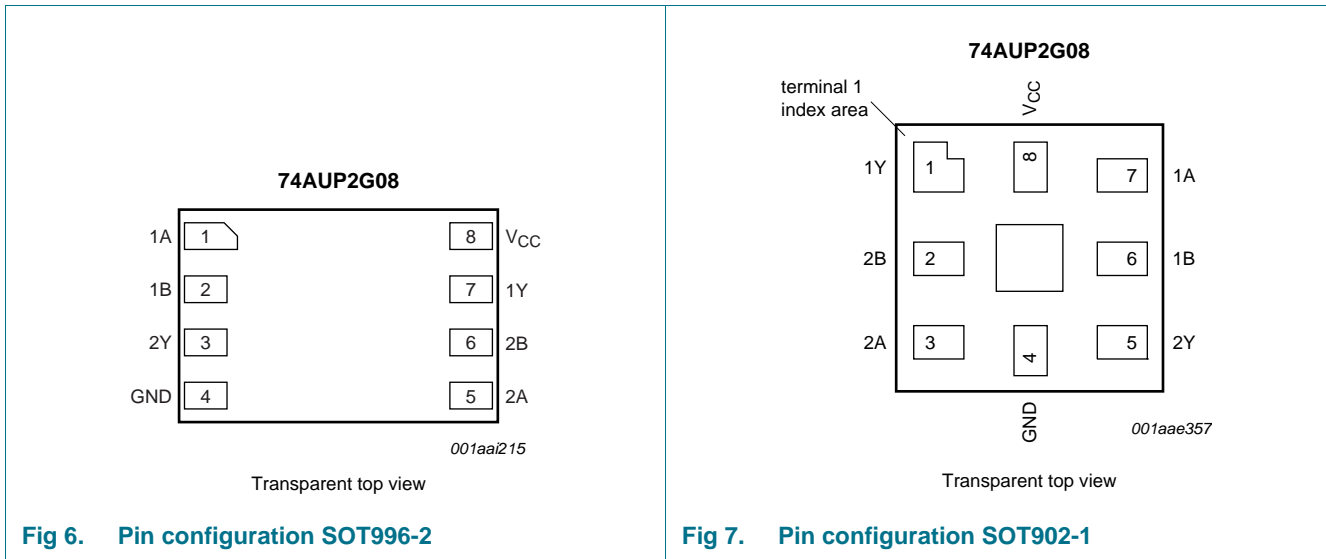 74AUP2G08
1A 1 8 VCC
1B 2 7 1Y
2Y 3 6 2B
GND 4 5 2A
001aai215
Transparent top view
Fig 6. Pin configuration SOT996-2
74AUP2G08
terminal 1
index area
VCC
1Y 1 8 7 1A
2B 2 6 1B
2A 3 4 5 2Y
GND
001aae357
Transparent top view
Fig 7. Pin configuration SOT902-1